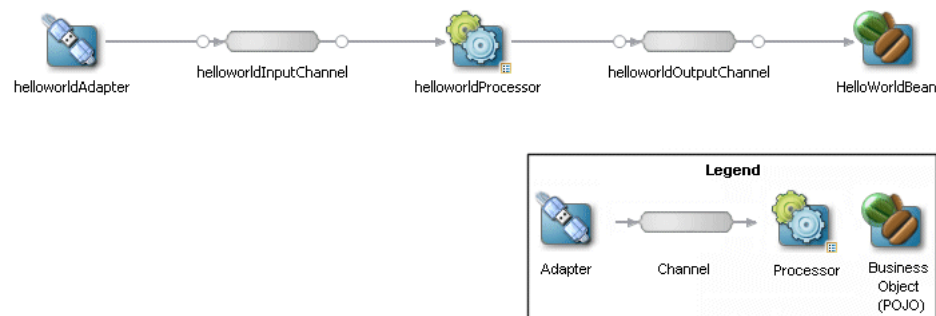 helloworldAdapter
helloworldInputChannel
helloworldProcessor
helloworldOutputChannel
HelloWorldBean
Legend
Adapter
Channel
Processor
Business
Object
(POJO)